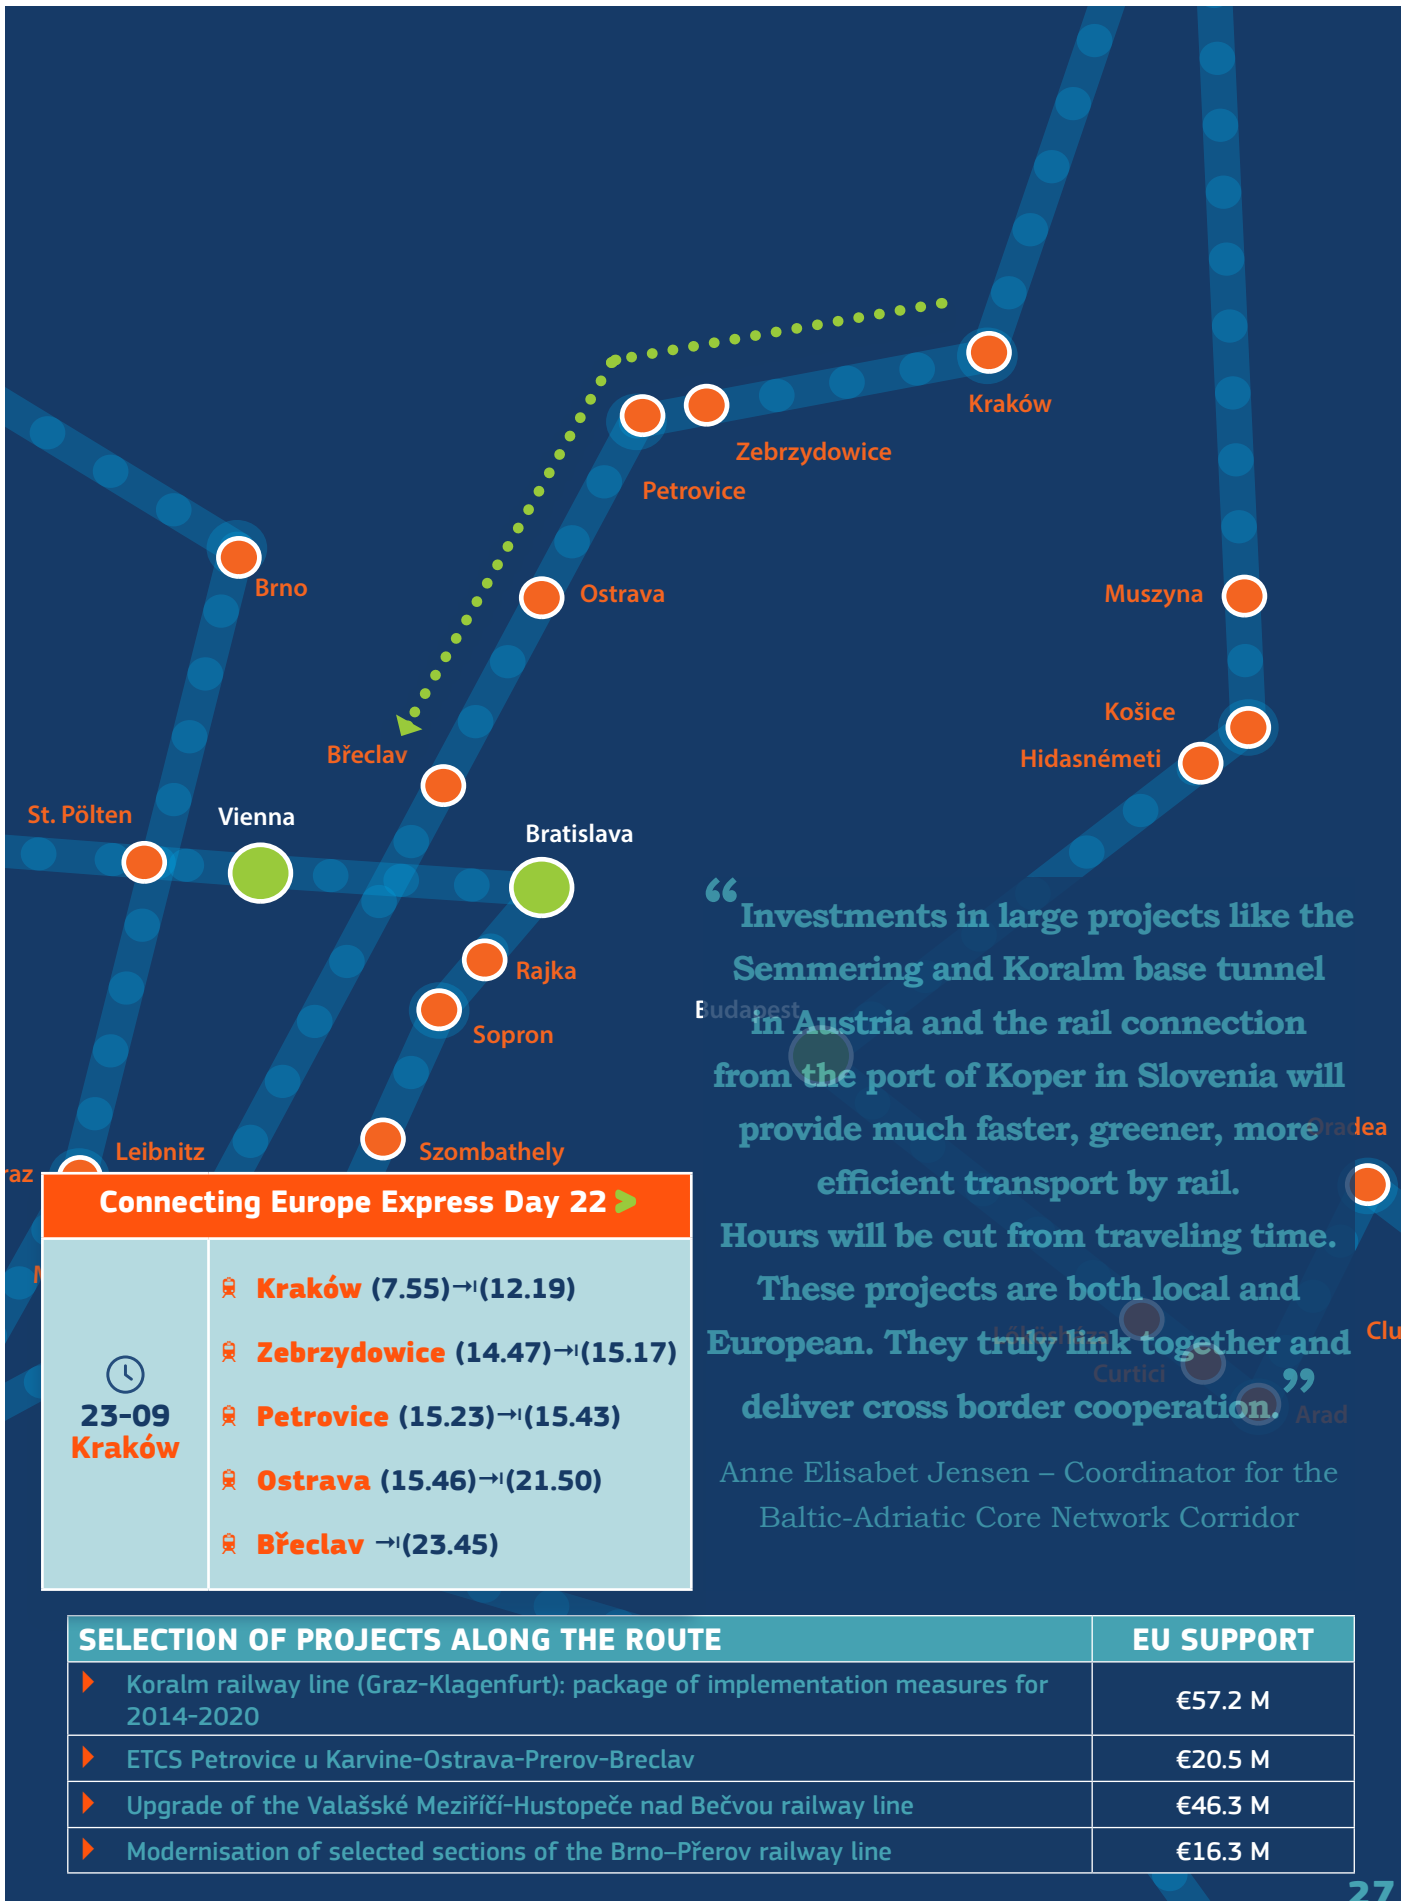 Kraków
Zebrzydowice
Petrovice
Brno
Ostrava
Muszyna
Košice
Hidasnémeti
Břeclav
St. Pölten
Vienna
Bratislava
Rajka
Sopron
Budapest
Leibnitz
Szombathely
raz
Oradea
Clu
Lőkösháza
Curtici
Arad
“Investments in large projects like the
Semmering and Koralm base tunnel
in Austria and the rail connection
from the port of Koper in Slovenia will
provide much faster, greener, more
efficient transport by rail.
Hours will be cut from traveling time.
These projects are both local and
European. They truly link together and
deliver cross border cooperation.”
Anne Elisabet Jensen – Coordinator for the
Baltic-Adriatic Core Network Corridor
Connecting Europe Express Day 22 >
23-09
Kraków
Kraków (7.55)→(12.19)
Zebrzydowice (14.47)→(15.17)
Petrovice (15.23)→(15.43)
Ostrava (15.46)→(21.50)
Břeclav →(23.45)
SELECTION OF PROJECTS ALONG THE ROUTE EU SUPPORT
Koralm railway line (Graz-Klagenfurt): package of implementation measures for
2014-2020 €57.2 M
ETCS Petrovice u Karvine-Ostrava-Prerov-Breclav €20.5 M
Upgrade of the Valašské Meziříčí-Hustopeče nad Bečvou railway line €46.3 M
Modernisation of selected sections of the Brno–Přerov railway line €16.3 M
27